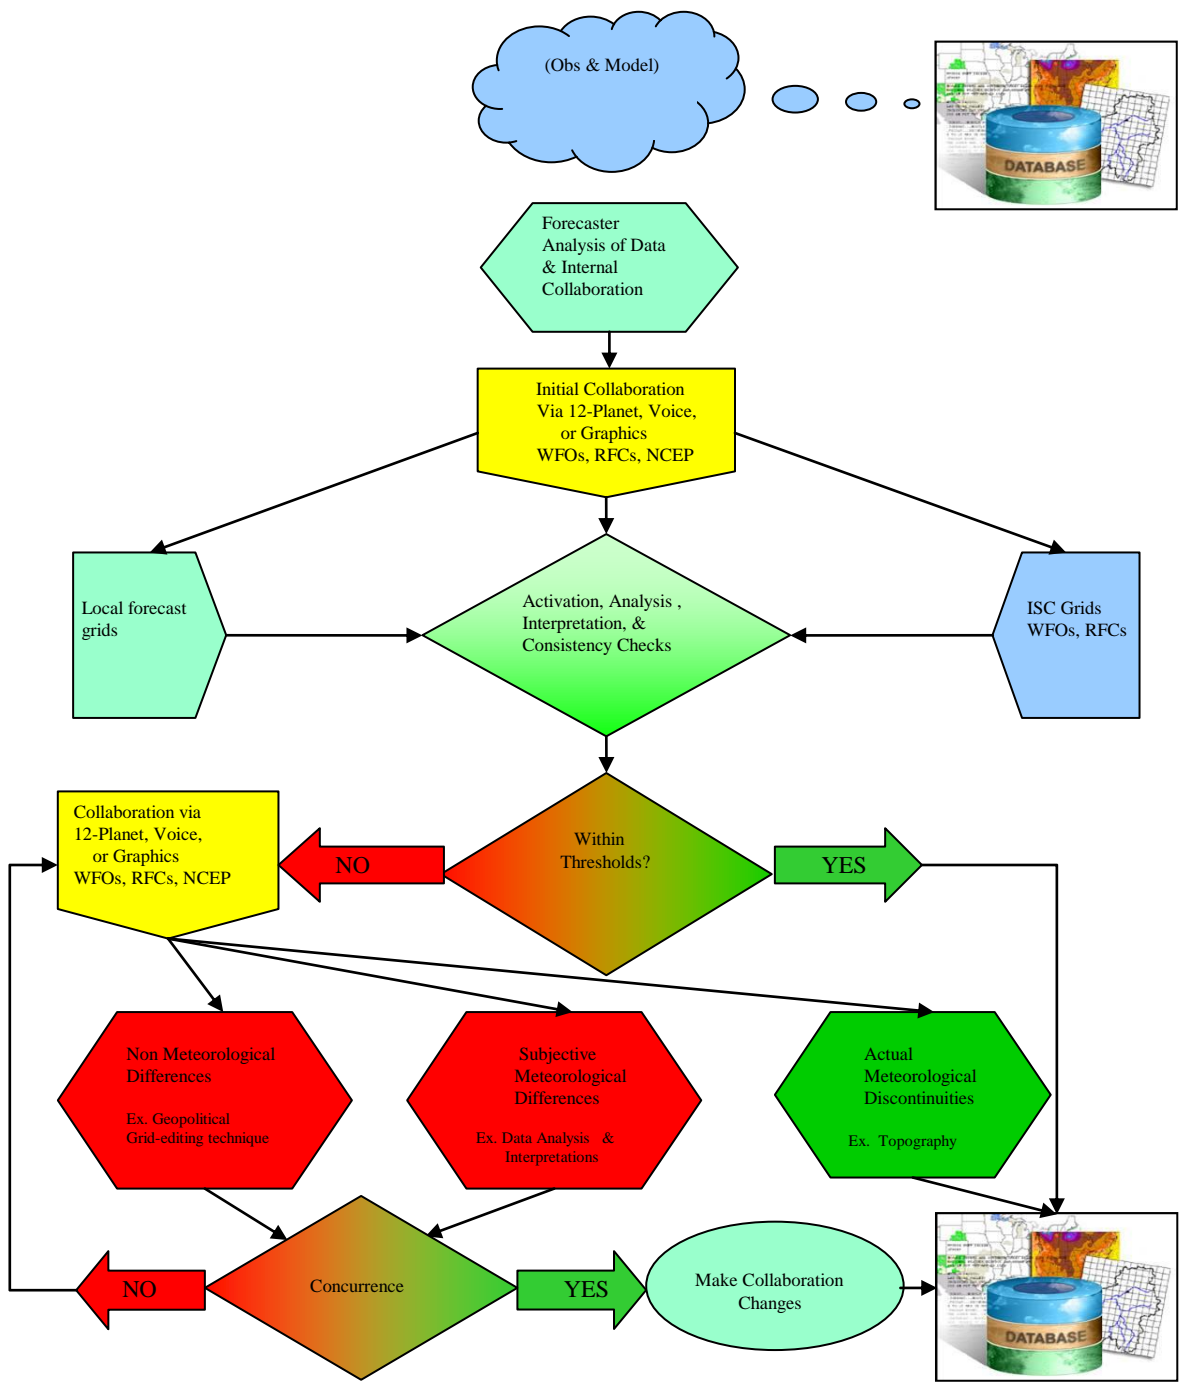 (Obs & Model)
DATABASE
Forecaster
Analysis of Data
& Internal
Collaboration
Initial Collaboration
Via 12-Planet, Voice,
or Graphics
WFOs, RFCs, NCEP
Local forecast
grids
Activation, Analysis ,
Interpretation, &
Consistency Checks
ISC Grids
WFOs, RFCs
Collaboration via
12-Planet, Voice,
or Graphics
WFOs, RFCs, NCEP
NO
Within
Thresholds?
YES
Non Meteorological
Differences
Ex. Geopolitical
Grid-editing technique
Subjective
Meteorological
Differences
Ex. Data Analysis &
Interpretations
Actual
Meteorological
Discontinuities
Ex. Topography
NO
Concurrence
YES
Make Collaboration
Changes
DATABASE